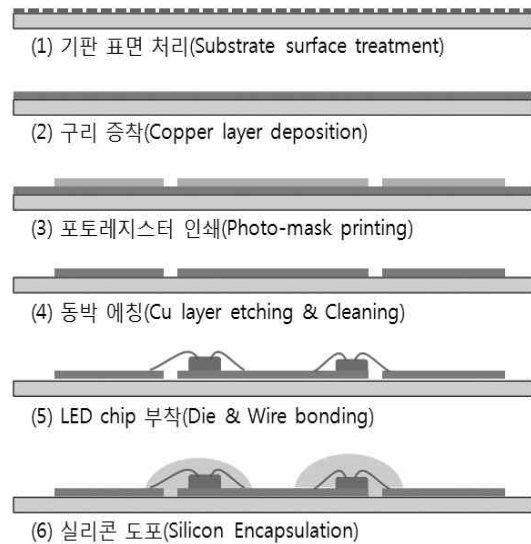 (1) 기판 표면 처리(Substrate surface treatment)
(2) 구리 증착(Copper layer deposition)
(3) 포토레지스터 인쇄(Photo-mask printing)
(4) 동박 에칭(Cu layer etching & Cleaning)
(5) LED chip 부착(Die & Wire bonding)
(6) 실리콘 도포(Silicon Encapsulation)